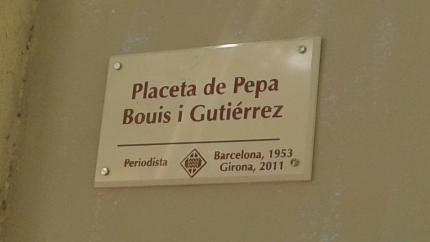 Placeta de Pepa
Bouis i Gutiérrez
Periodista
Barcelona, 1953
Girona, 2011